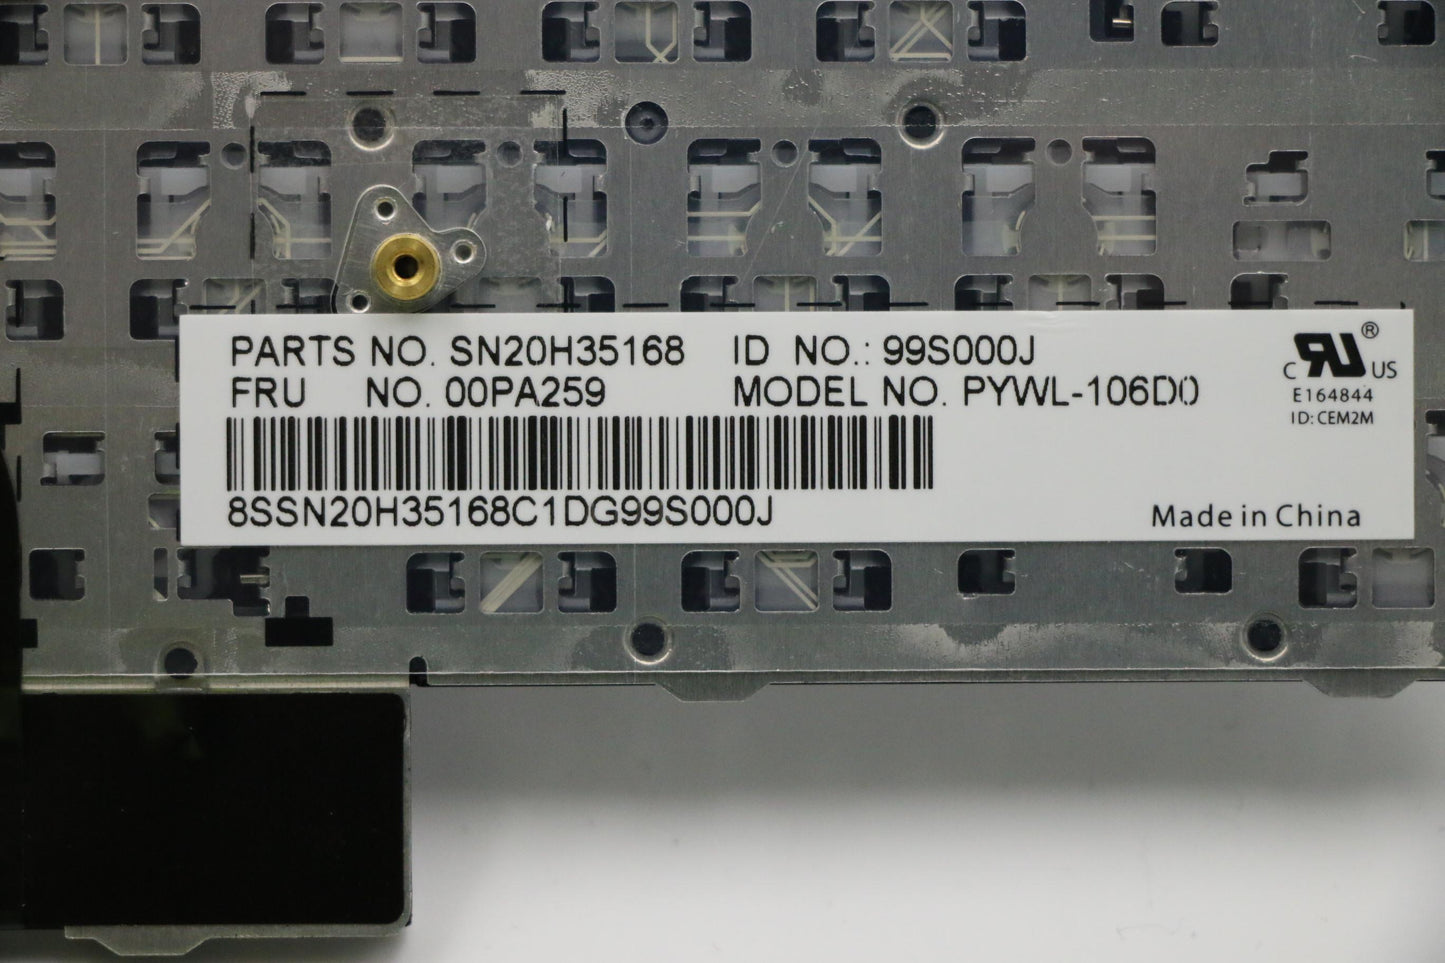 PARTS NO. SN20H35168 ID NO.: 99S000J
FRU NO. 00PA259 MODEL NO. PYWL-106D0
8SSN20H35168C1DG99S000J
®
C RU US
E164844
ID: CEM2M
Made in China